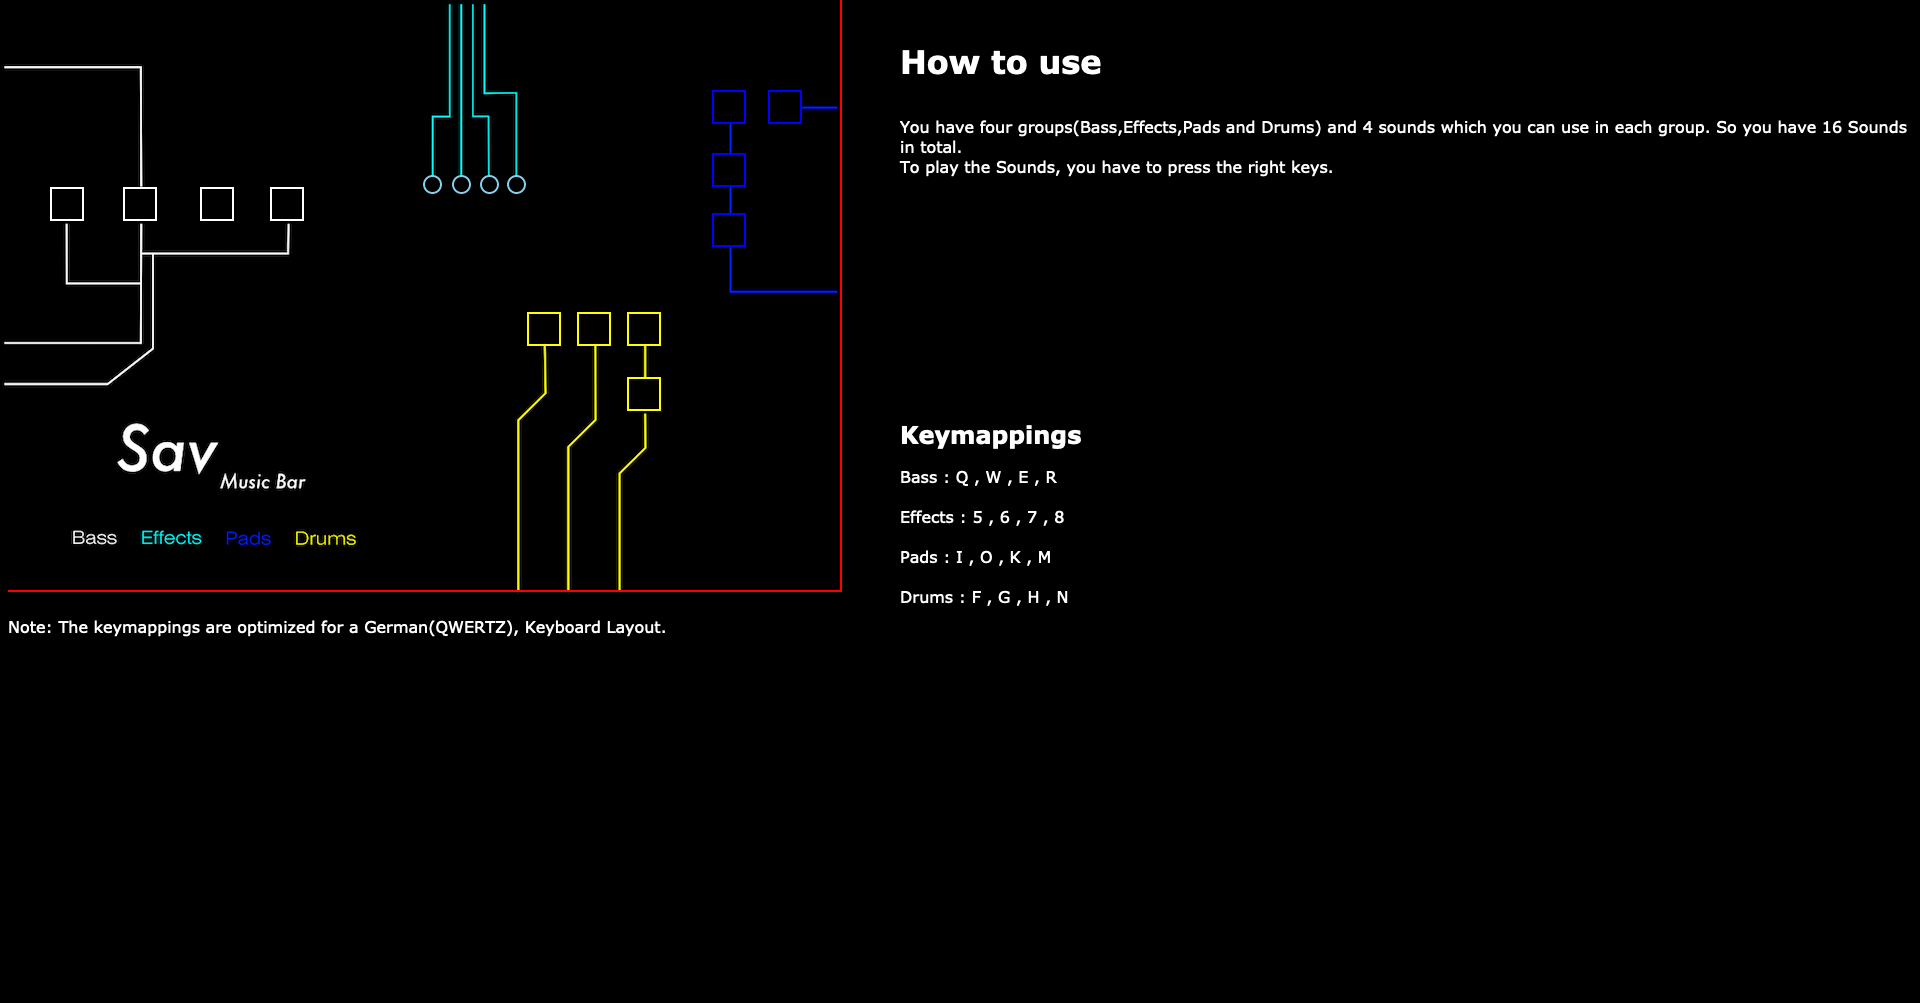 How to use
You have four groups(Bass,Effects,Pads and Drums) and 4 sounds which you can use in each group. So you have 16 Sounds
in total.
To play the Sounds, you have to press the right keys.
Sav
Music Bar
Bass Effects Pads Drums
Note: The keymappings are optimized for a German(QWERTZ), Keyboard Layout.
Keymappings
Bass : Q , W , E , R
Effects : 5 , 6 , 7 , 8
Pads : I , O , K , M
Drums : F , G , H , N